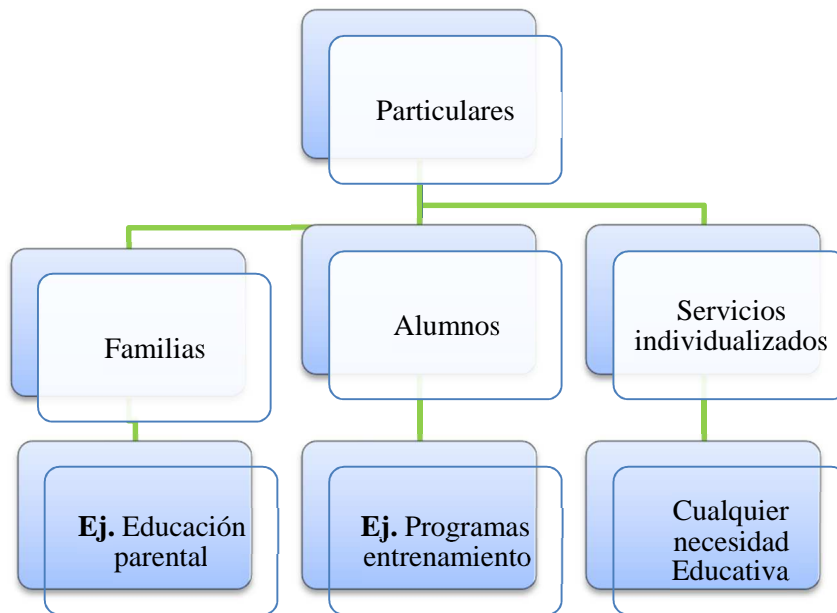 Particulares
Familias
Alumnos
Servicios
individualizados
Ej. Educación
parental
Ej. Programas
entrenamiento
Cualquier
necesidad
Educativa